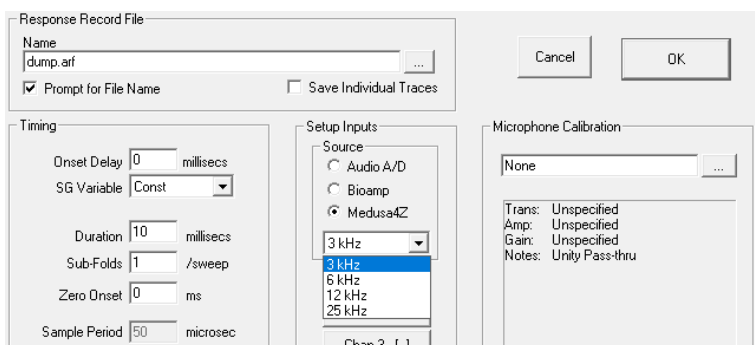 Response Record File
Name
dump.arf
...
Prompt for File Name
Save Individual Traces
Cancel
OK
Timing
Onset Delay 0 millisecs
SG Variable Const
Duration 10 millisecs
Sub-Folds 1 /sweep
Zero Onset 0 ms
Sample Period 50 microsec
Setup Inputs
Source
Audio A/D
Bioamp
Medusa4Z
3 kHz
3 kHz
6 kHz
12 kHz
25 kHz
Microphone Calibration
None
...
Trans: Unspecified
Amp: Unspecified
Gain: Unspecified
Notes: Unity Pass-thru